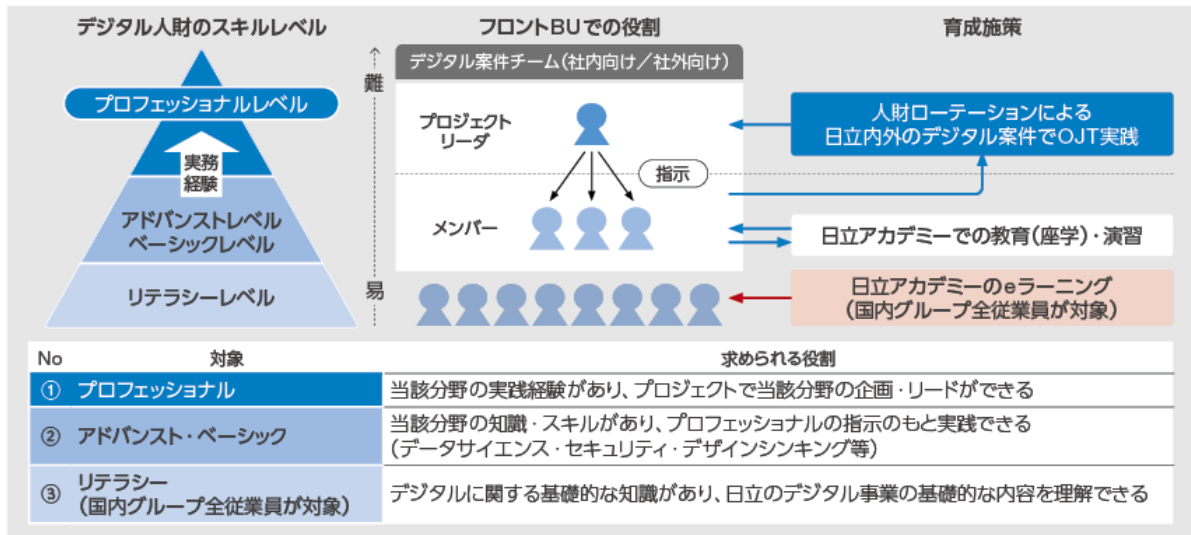 デジタル人財のスキルレベル
プロフェッショナルレベル
実務
経験
アドバンストレベル
ベーシックレベル
リテラシーレベル
難
易
フロントBUでの役割
デジタル案件チーム(社内向け／社外向け)
プロジェクト
リーダ
指示
メンバー
育成施策
人財ローテーションによる
日立内外のデジタル案件でOJT実践
日立アカデミーでの教育(座学)・演習
日立アカデミーのeラーニング
(国内グループ全従業員が対象)
No 対象 求められる役割
① プロフェッショナル 当該分野の実践経験があり、プロジェクトで当該分野の企画・リードができる
② アドバンスト・ベーシック 当該分野の知識・スキルがあり、プロフェッショナルの指示のもと実践できる
(データサイエンス・セキュリティ・デザインシンキング等)
③ リテラシー
(国内グループ全従業員が対象) デジタルに関する基礎的な知識があり、日立のデジタル事業の基礎的な内容を理解できる